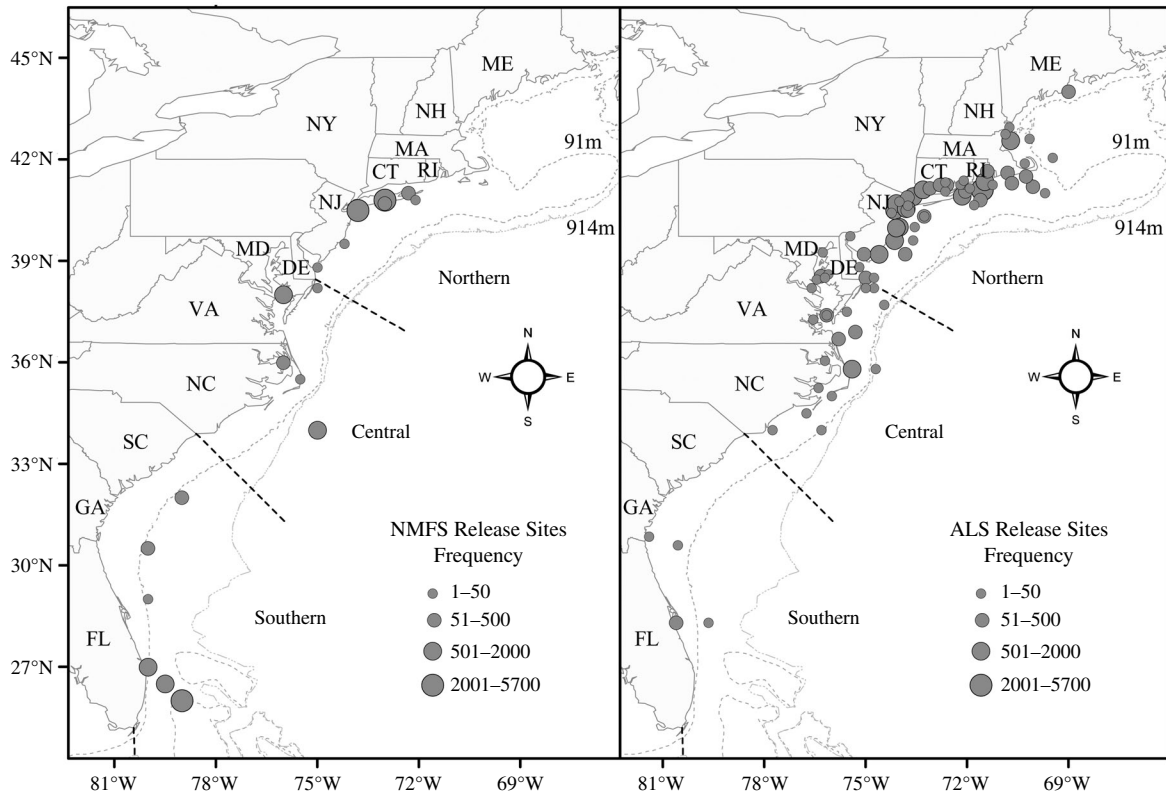 45°N
42°N
39°N
36°N
33°N
30°N
27°N
ME
NH
NY
MA
CT
RI
NJ
MD
DE
VA
NC
SC
GA
FL
91m
914m
Northern
Central
Southern
N
W
E
S
NMFS Release Sites
Frequency
1–50
51–500
501–2000
2001–5700
81°W
78°W
75°W
72°W
69°W
ME
NH
NY
MA
CT
RI
NJ
MD
DE
VA
NC
SC
GA
FL
91m
914m
Northern
Central
Southern
N
W
E
S
ALS Release Sites
Frequency
1–50
51–500
501–2000
2001–5700
81°W
78°W
75°W
72°W
69°W